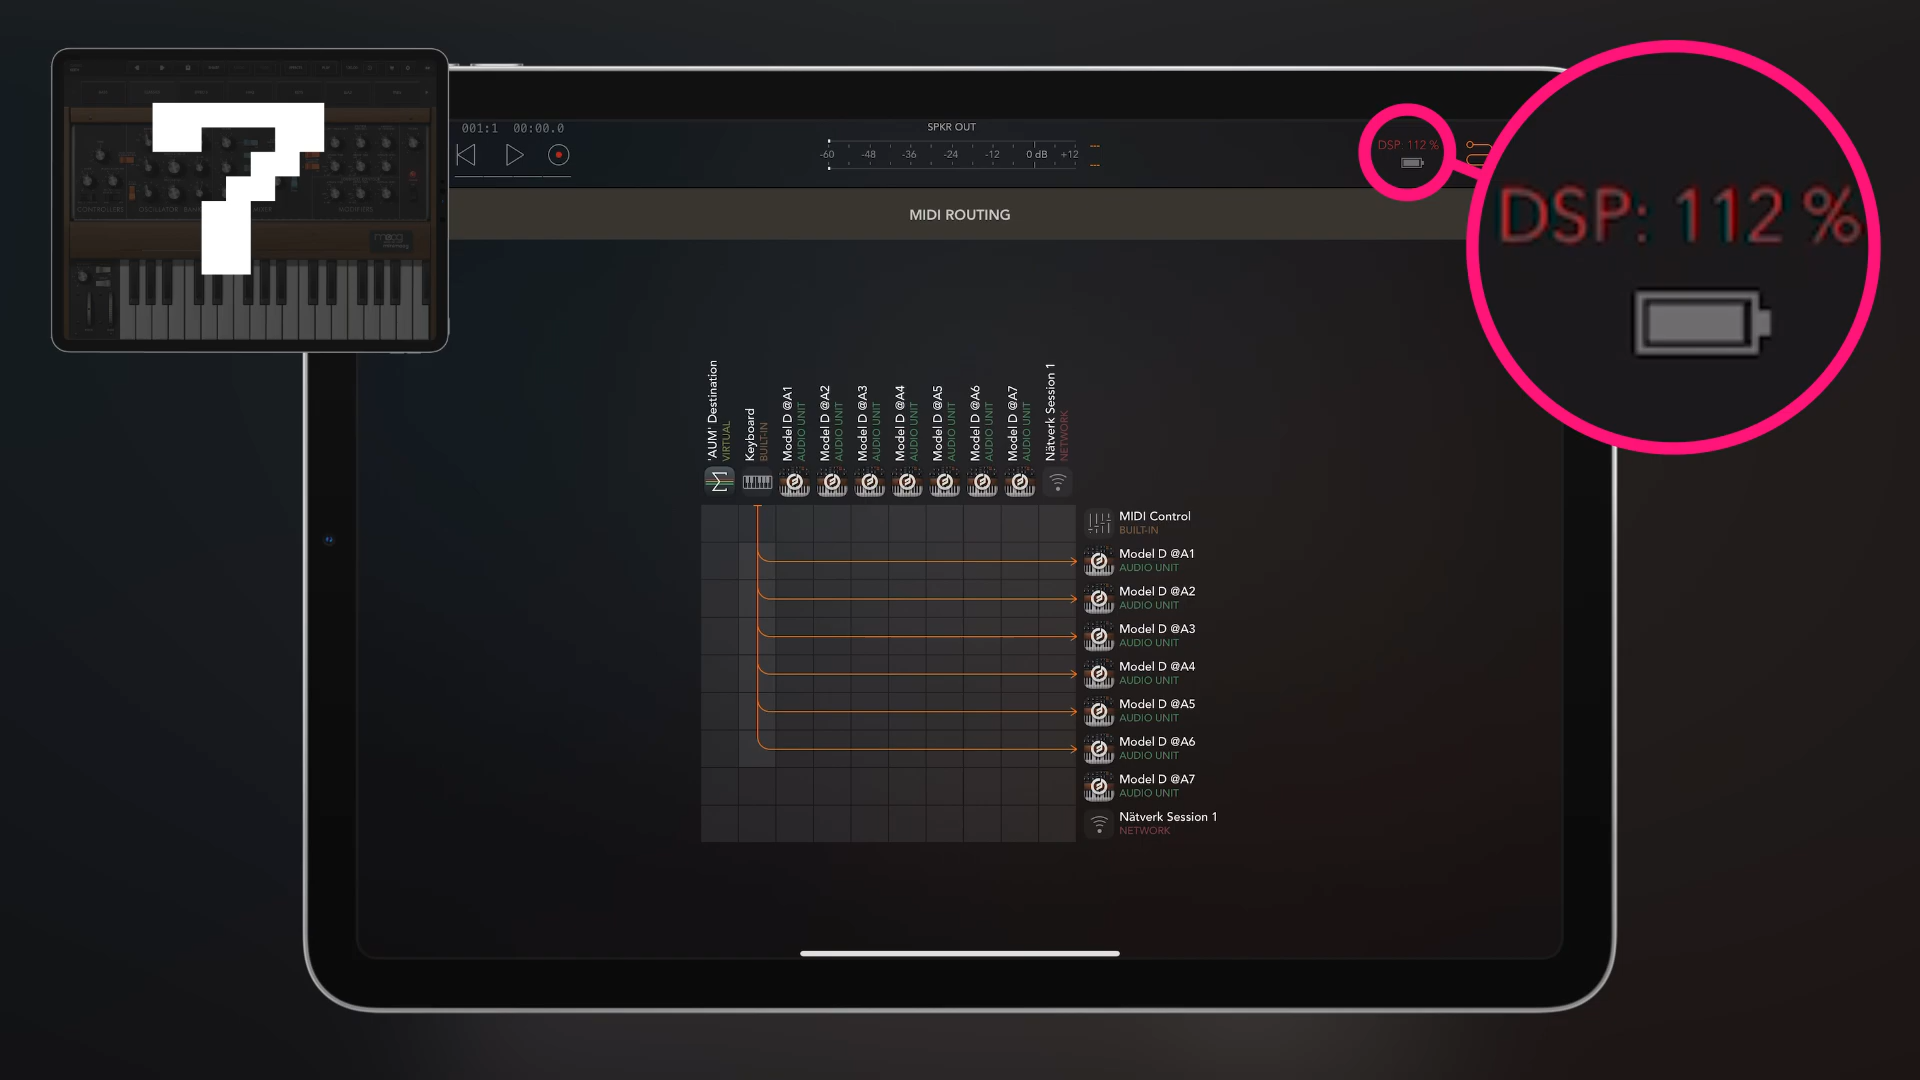 7
CONTROLLERS
OSCILLATOR
MODIFIERS
001:1 00:00.0
SPKR OUT
-60 -48 -36 -24 -12 0 dB +12
DSP: 112 %
DSP: 112 %
MIDI ROUTING
'AUM' Destination
VIRTUAL
Keyboard
BUILT-IN
Model D @A1
AUDIO UNIT
Model D @A2
AUDIO UNIT
Model D @A3
AUDIO UNIT
Model D @A4
AUDIO UNIT
Model D @A5
AUDIO UNIT
Model D @A6
AUDIO UNIT
Model D @A7
AUDIO UNIT
Nätverk Session 1
NETWORK
MIDI Control
BUILT-IN
Model D @A1
AUDIO UNIT
Model D @A2
AUDIO UNIT
Model D @A3
AUDIO UNIT
Model D @A4
AUDIO UNIT
Model D @A5
AUDIO UNIT
Model D @A6
AUDIO UNIT
Model D @A7
AUDIO UNIT
Nätverk Session 1
NETWORK